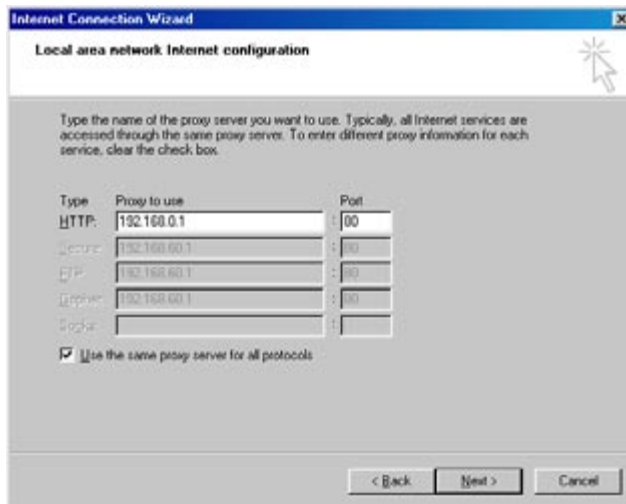 Internet Connection Wizard
Local area network Internet configuration
Type the name of the proxy server you want to use. Typically, all Internet services are
accessed through the same proxy server. To enter different proxy information for each
service, clear the check box.
Type Proxy to use Port
HTTP: 192.168.0.1 : 80
Secure: 192.168.60.1 : 80
FTP: 192.168.60.1 : 80
Gopher: 192.168.60.1 : 80
Socks: :
Use the same proxy server for all protocols
< Back Next > Cancel